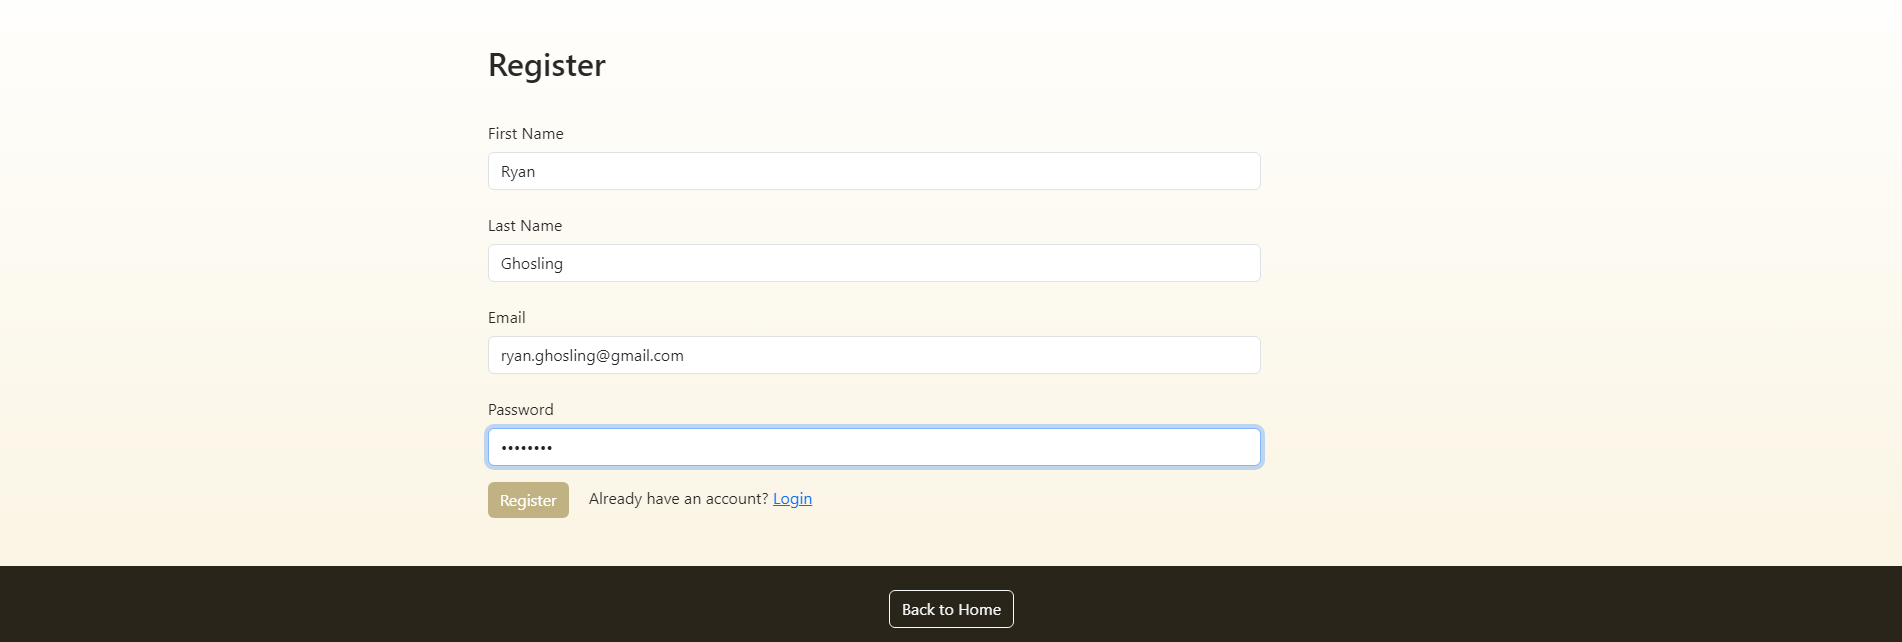 Register
First Name
Ryan
Last Name
Ghosling
Email
ryan.ghosling@gmail.com
Password
••••••••
Register Already have an account? Login
Back to Home